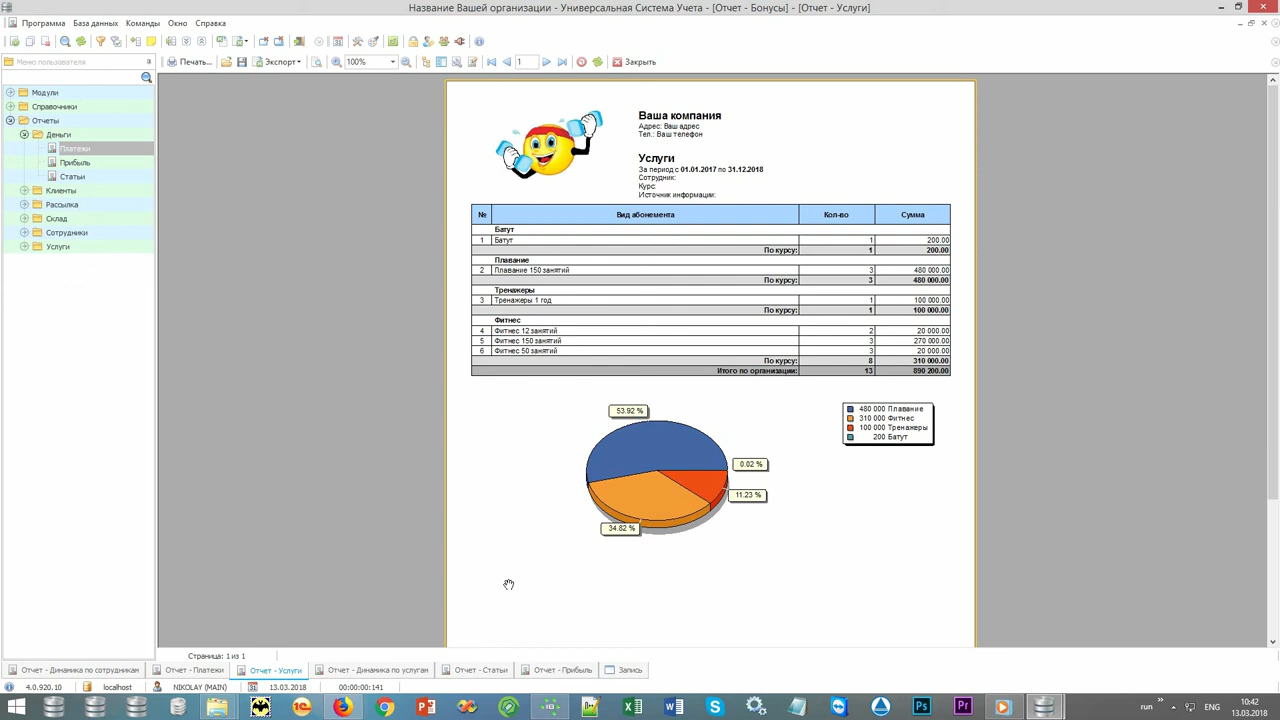 Название Вашей организации - Универсальная Система Учета - [Отчет - Бонусы] - [Отчет - Услуги]
Программа База данных Команды Окно Справка
Печать... Экспорт 100% 1 Закрыть
Меню пользователя
Модули
Справочники
Отчеты
Деньги
Платежи
Прибыль
Статьи
Клиенты
Рассылка
Склад
Сотрудники
Услуги
Ваша компания
Адрес: Ваш адрес
Тел.: Ваш телефон
Услуги
За период с 01.01.2017 по 31.12.2018
Сотрудник:
Курс:
Источник информации:
№ Вид абонемента Кол-во Сумма
Батут
1 Батут 1 200.00
По курсу: 1 200.00
Плавание
2 Плавание 150 занятий 3 480 000.00
По курсу: 3 480 000.00
Тренажеры
3 Тренажеры 1 год 1 100 000.00
По курсу: 1 100 000.00
Фитнес
4 Фитнес 12 занятий 2 20 000.00
5 Фитнес 150 занятий 3 270 000.00
6 Фитнес 50 занятий 3 20 000.00
По курсу: 8 310 000.00
Итого по организации: 13 890 200.00
53.92 %
0.02 %
11.23 %
34.82 %
480 000 Плавание
310 000 Фитнес
100 000 Тренажеры
200 Батут
Страница: 1 из 1
Отчет - Динамика по сотрудникам Отчет - Платежи Отчет - Услуги Отчет - Динамика по услугам Отчет - Статьи Отчет - Прибыль Запись
4.0.920.10 localhost NIKOLAY (MAIN) 13.03.2018 00:00:00:141
run ENG 10:42
13.03.2018